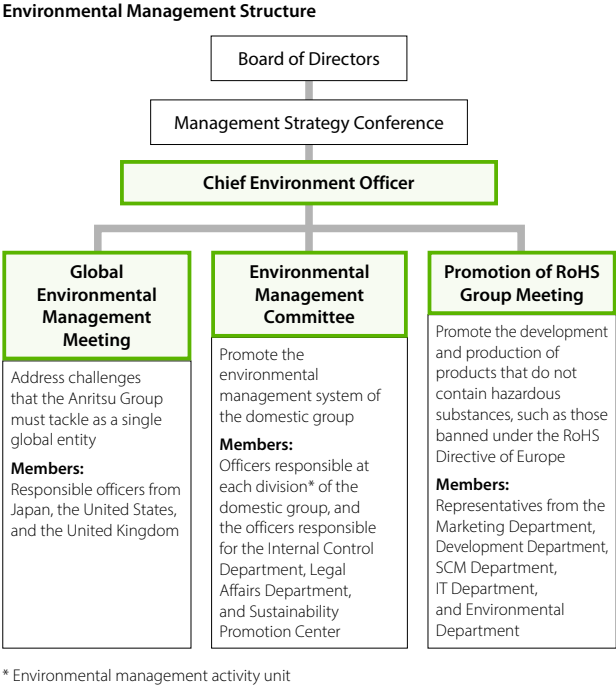 Environmental Management Structure
Board of Directors
Management Strategy Conference
Chief Environment Officer
Global
Environmental
Management
Meeting
Address challenges
that the Anritsu Group
must tackle as a single
global entity
Members:
Responsible officers from
Japan, the United States,
and the United Kingdom
Environmental
Management
Committee
Promote the
environmental
management system of
the domestic group
Members:
Officers responsible at
each division* of the
domestic group, and
the officers responsible
for the Internal Control
Department, Legal
Affairs Department,
and Sustainability
Promotion Center
Promotion of RoHS
Group Meeting
Promote the development
and production of
products that do not
contain hazardous
substances, such as those
banned under the RoHS
Directive of Europe
Members:
Representatives from the
Marketing Department,
Development Department,
SCM Department,
IT Department,
and Environmental
Department
* Environmental management activity unit